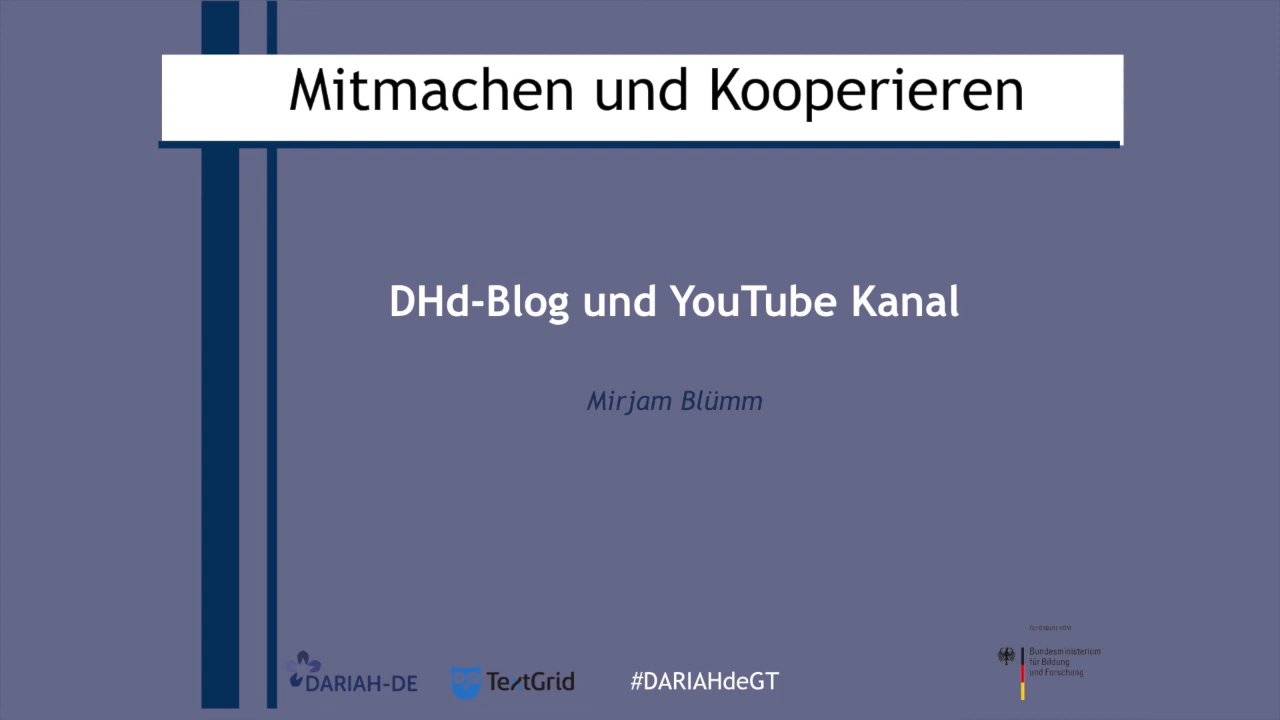 Mitmachen und Kooperieren
DHd-Blog und YouTube Kanal
Mirjam Blümm
DARIAH-DE
TextGrid
#DARIAHdeGT
Bundesministerium
für Bildung
und Forschung